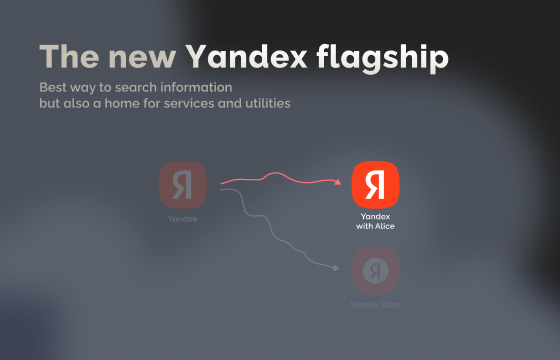 The new Yandex flagship
Best way to search information
but also a home for services and utilities
Я
Я
Yandex
Yandex
with Alice
Я
Yandex Start